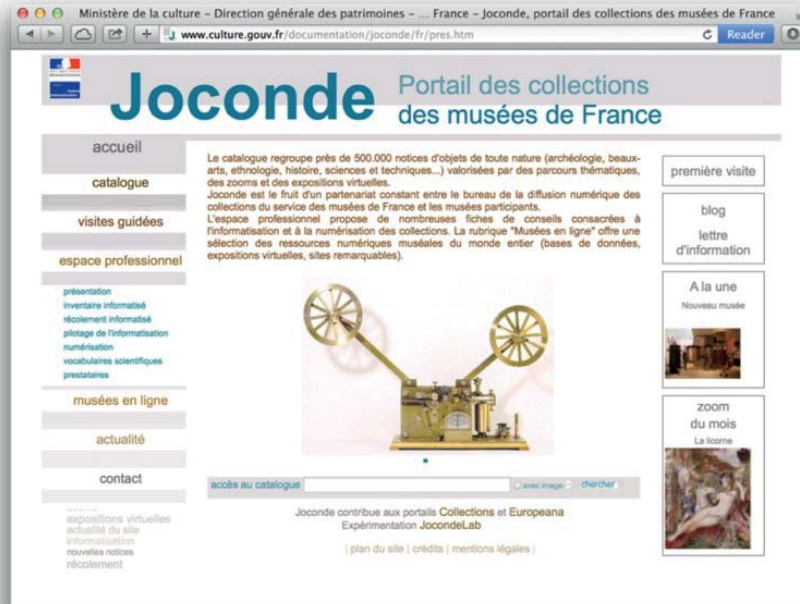 Ministère de la culture – Direction générale des patrimoines – ... France – Joconde, portail des collections des musées de France
www.culture.gouv.fr/documentation/joconde/fr/pres.htm
Reader
Joconde
Portail des collections
des musées de France
accueil
catalogue
visites guidées
espace professionnel
présentation
inventaire informatisé
récolement informatisé
pilotage de l'informatisation
numérisation
vocabulaires scientifiques
prestataires
musées en ligne
actualité
contact
expositions virtuelles
actualité du site
informatisation
nouvelles notices
récolement
Le catalogue regroupe près de 500.000 notices d'objets de toute nature (archéologie, beaux-
arts, ethnologie, histoire, sciences et techniques...) valorisées par des parcours thématiques,
des zooms et des expositions virtuelles.
Joconde est le fruit d'un partenariat constant entre le bureau de la diffusion numérique des
collections du service des musées de France et les musées participants.
L'espace professionnel propose de nombreuses fiches de conseils consacrées à
l'informatisation et à la numérisation des collections. La rubrique "Musées en ligne" offre une
sélection des ressources numériques muséales du monde entier (bases de données,
expositions virtuelles, sites remarquables).
accès au catalogue
avec image
chercher
Joconde contribue aux portails Collections et Europeana
Expérimentation JocondeLab
| plan du site | crédits | mentions légales |
première visite
blog
lettre
d'information
A la une
Nouveau musée
zoom
du mois
La licorne